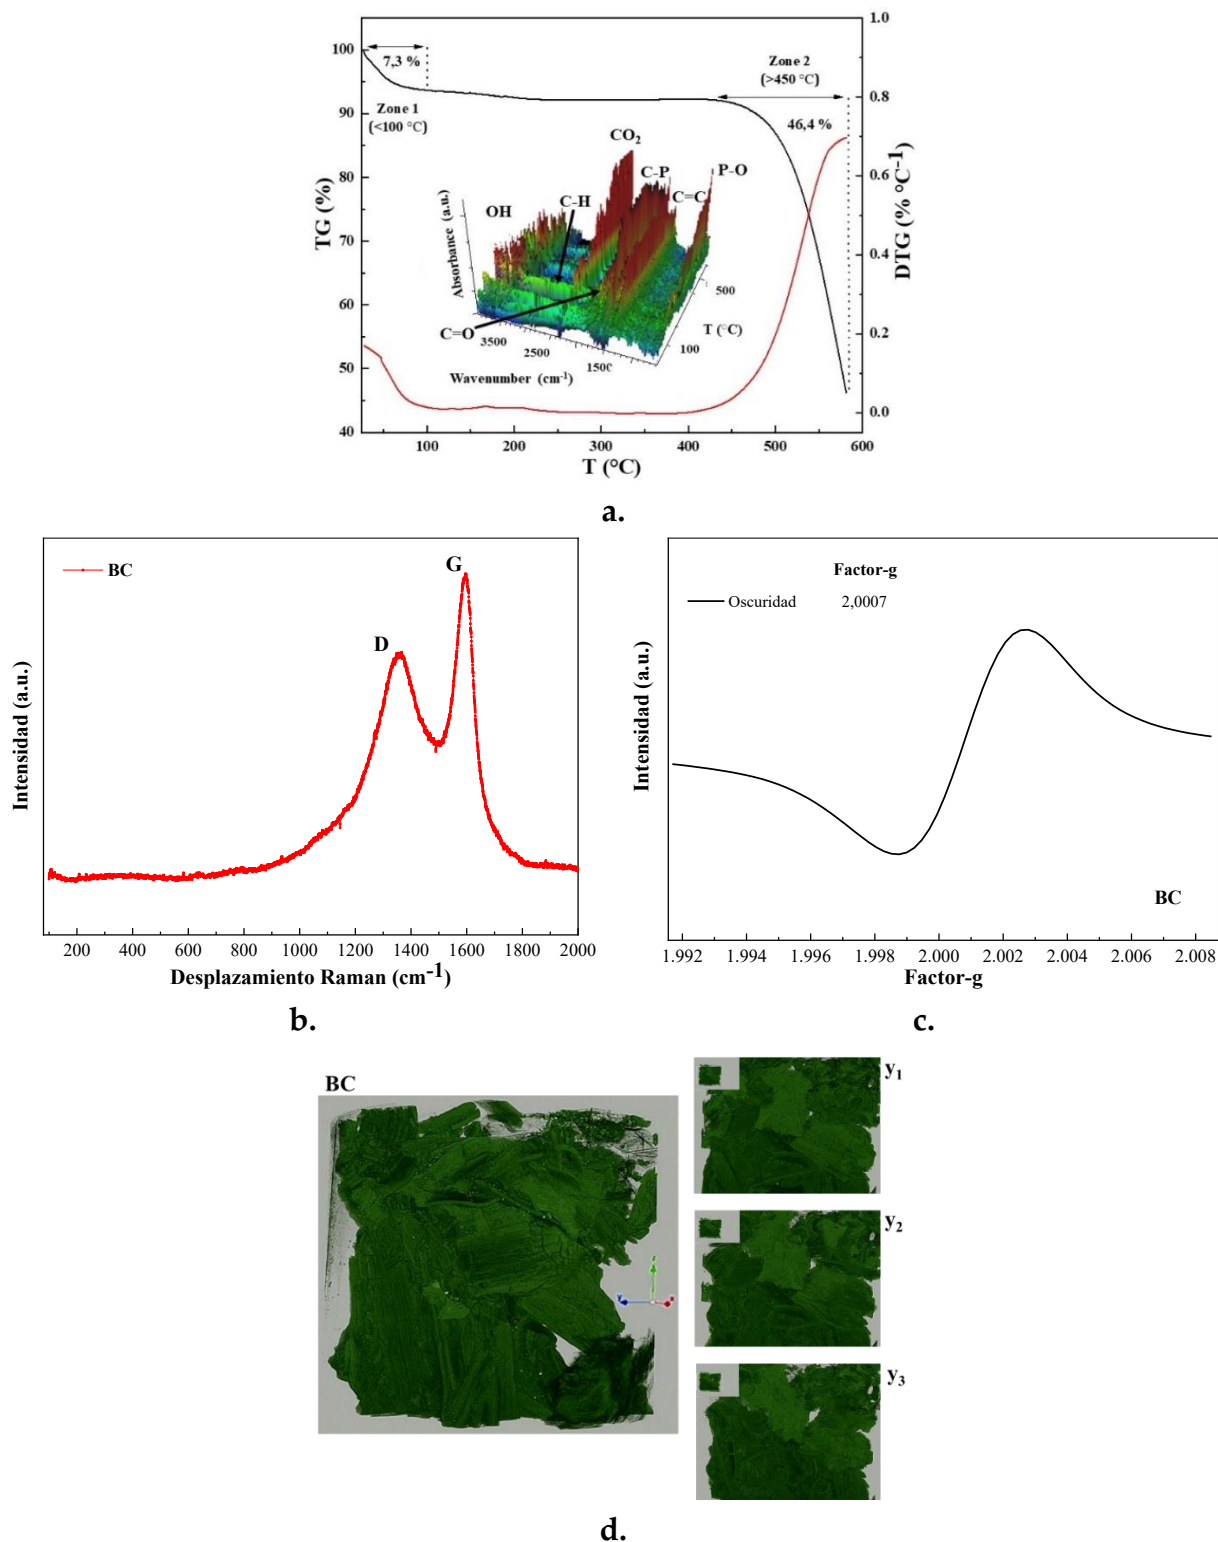 1.0
100
7,3 %
Zone 2
(>450 °C)
90
Zone 1
(<100 °C)
0.8
46,4 %
CO2
C-P
P-O
C=C
C-H
OH
80
0.6
TG (%)
DTG (% °C-1)
Absorbance (a.u.)
70
0.4
500
T (°C)
100
60
C=O
3500
2500
1500
Wavenumber (cm-1)
0.2
50
0.0
40
100
200
300
400
500
600
T (°C)
a.
BC
G
D
Intensidad (a.u.)
200 400 600 800 1000 1200 1400 1600 1800 2000
Desplazamiento Raman (cm-1)
b.
Factor-g
Oscuridad 2,0007
Intensidad (a.u.)
BC
1.992 1.994 1.996 1.998 2.000 2.002 2.004 2.006 2.008
Factor-g
c.
BC
y1
y2
y3
d.